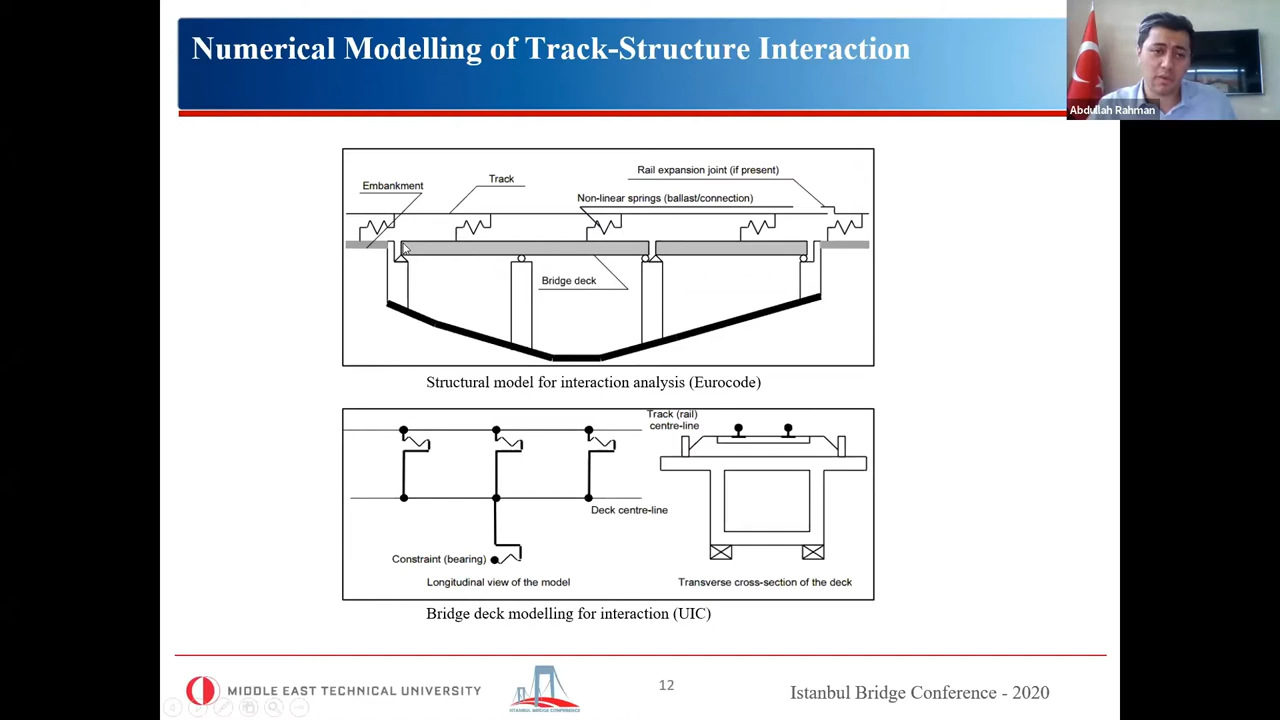 Numerical Modelling of Track-Structure Interaction
Abdullah Rahman
Rail expansion joint (if present)
Track
Embankment
Non-linear springs (ballast/connection)
Bridge deck
Structural model for interaction analysis (Eurocode)
Track (rail)
centre-line
Deck centre-line
Constraint (bearing)
Longitudinal view of the model
Transverse cross-section of the deck
Bridge deck modelling for interaction (UIC)
MIDDLE EAST TECHNICAL UNIVERSITY
ISTANBUL BRIDGE CONFERENCE
12
Istanbul Bridge Conference - 2020